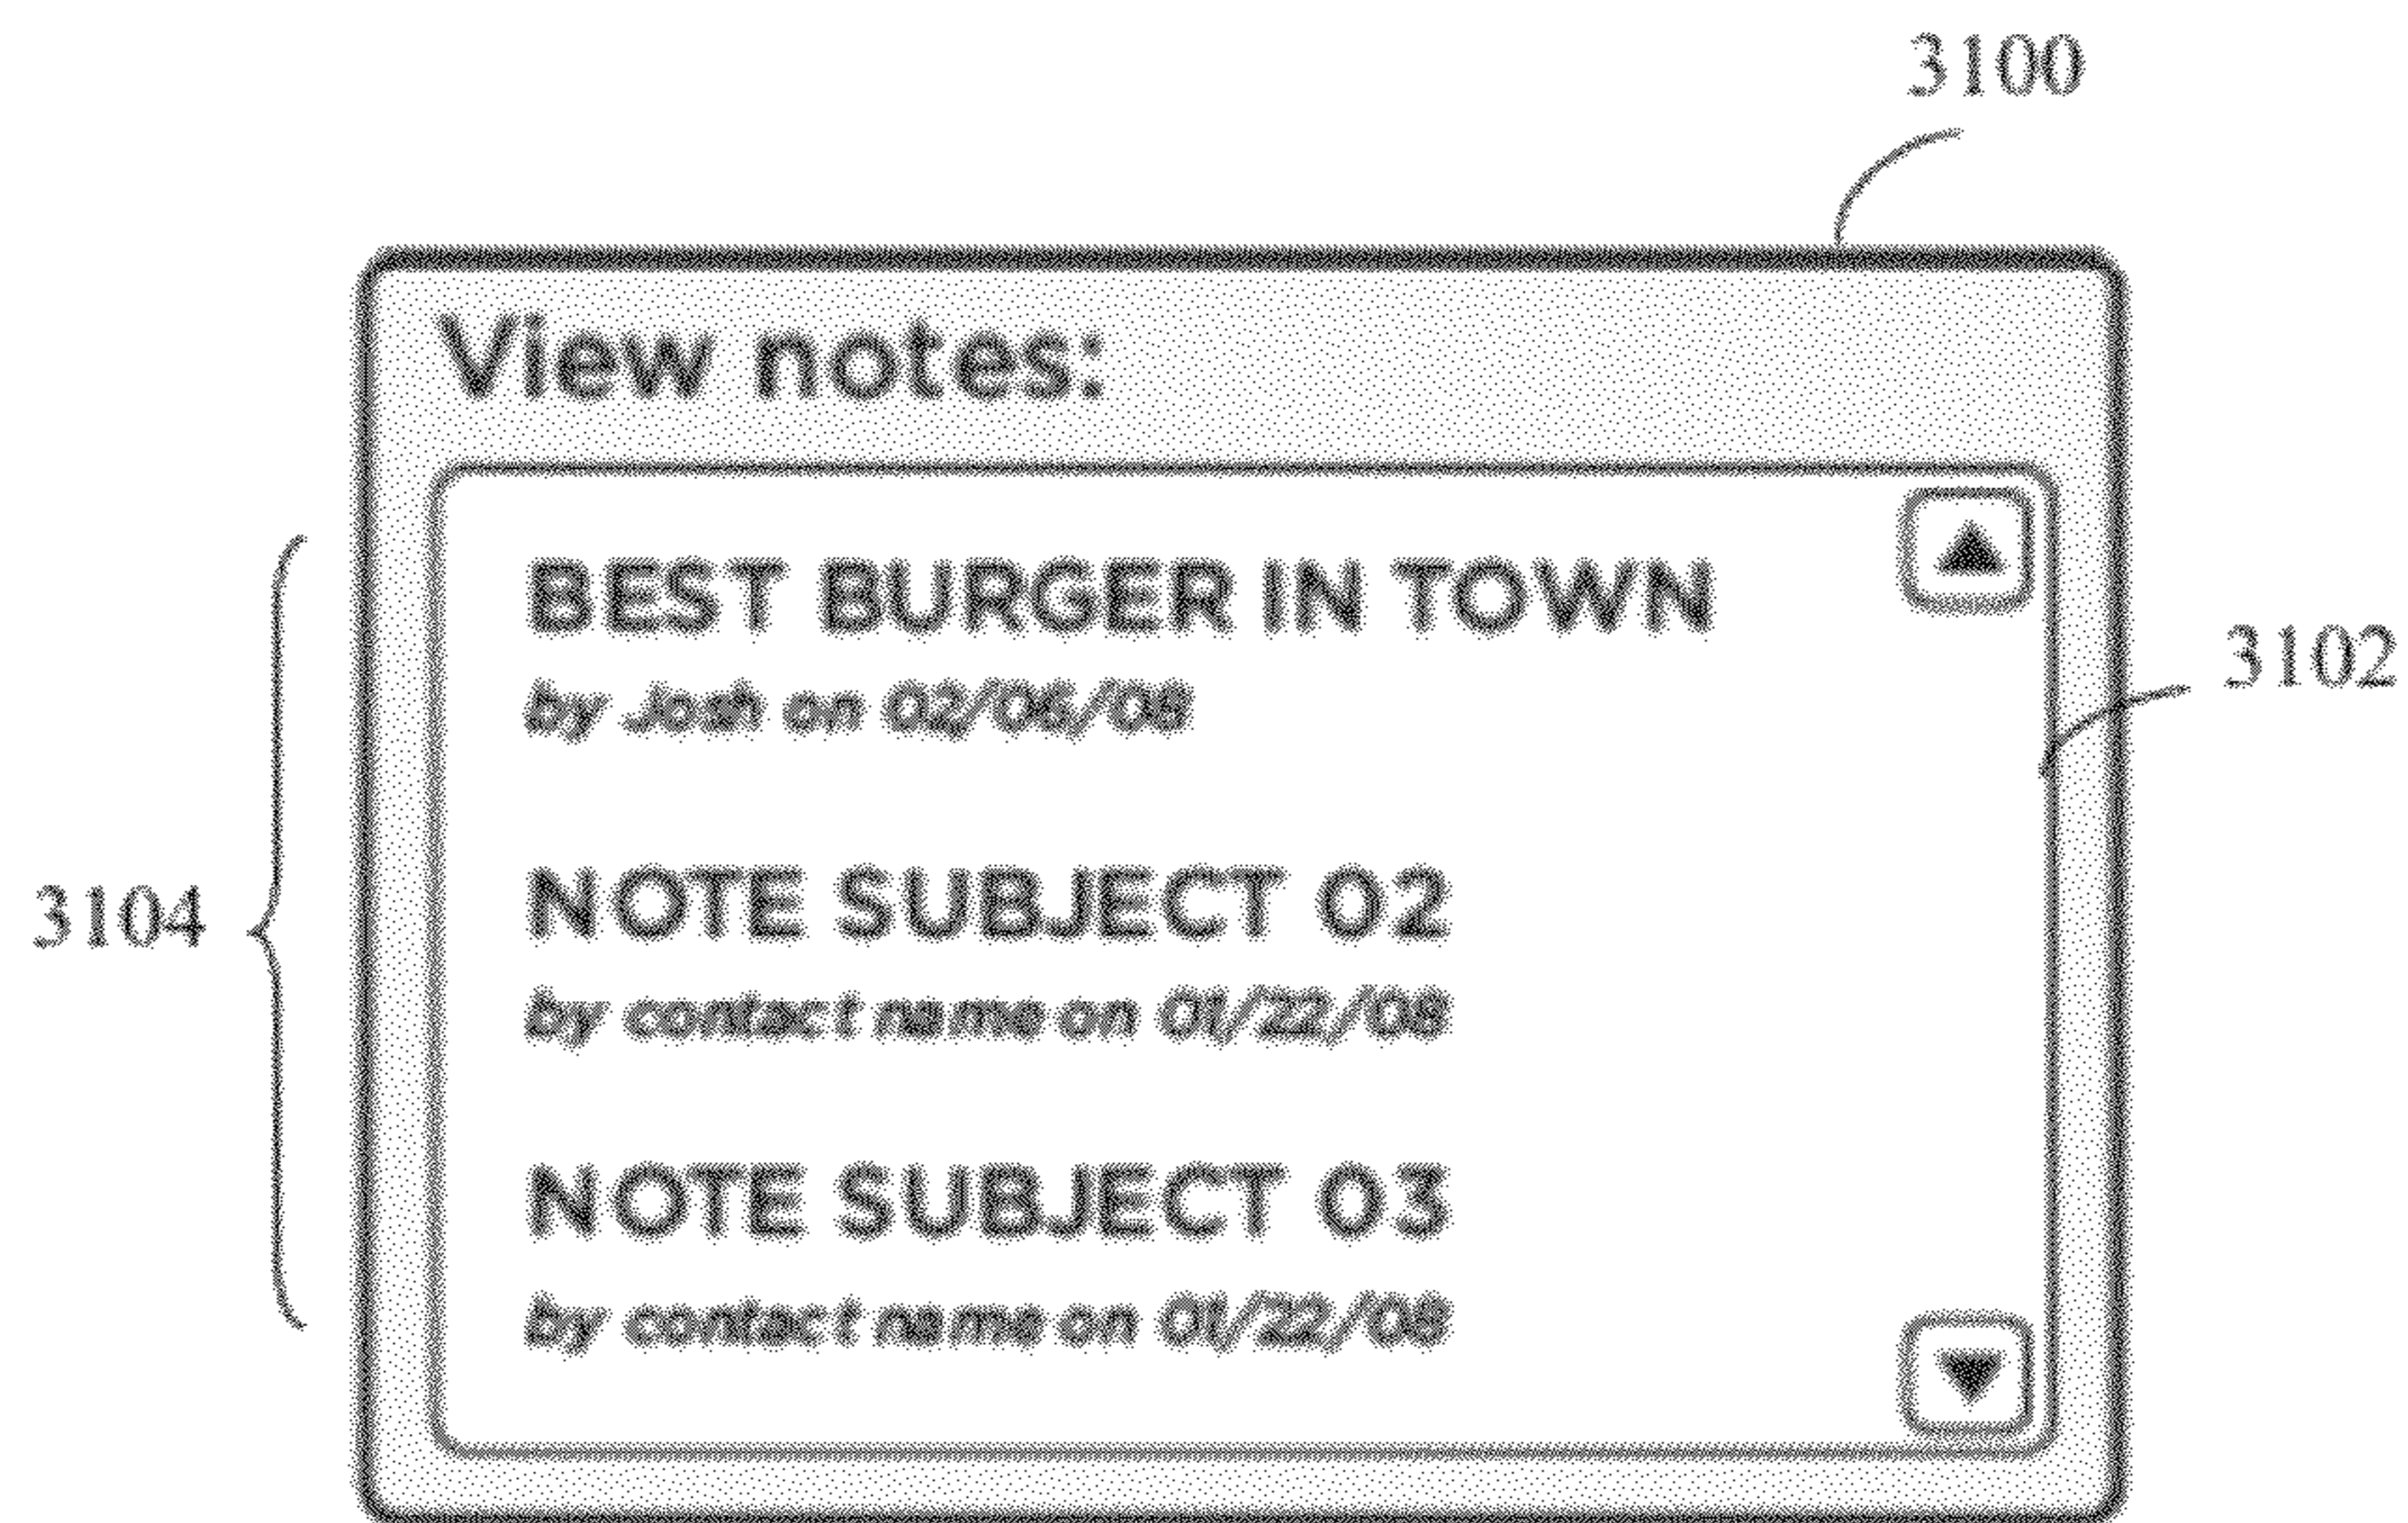 3100
View notes:
BEST BURGER IN TOWN
by Josh on 02/06/08
3102
NOTE SUBJECT 02
3104
by contact name on 01/22/08
NOTE SUBJECT 03
by contact name on 01/22/08